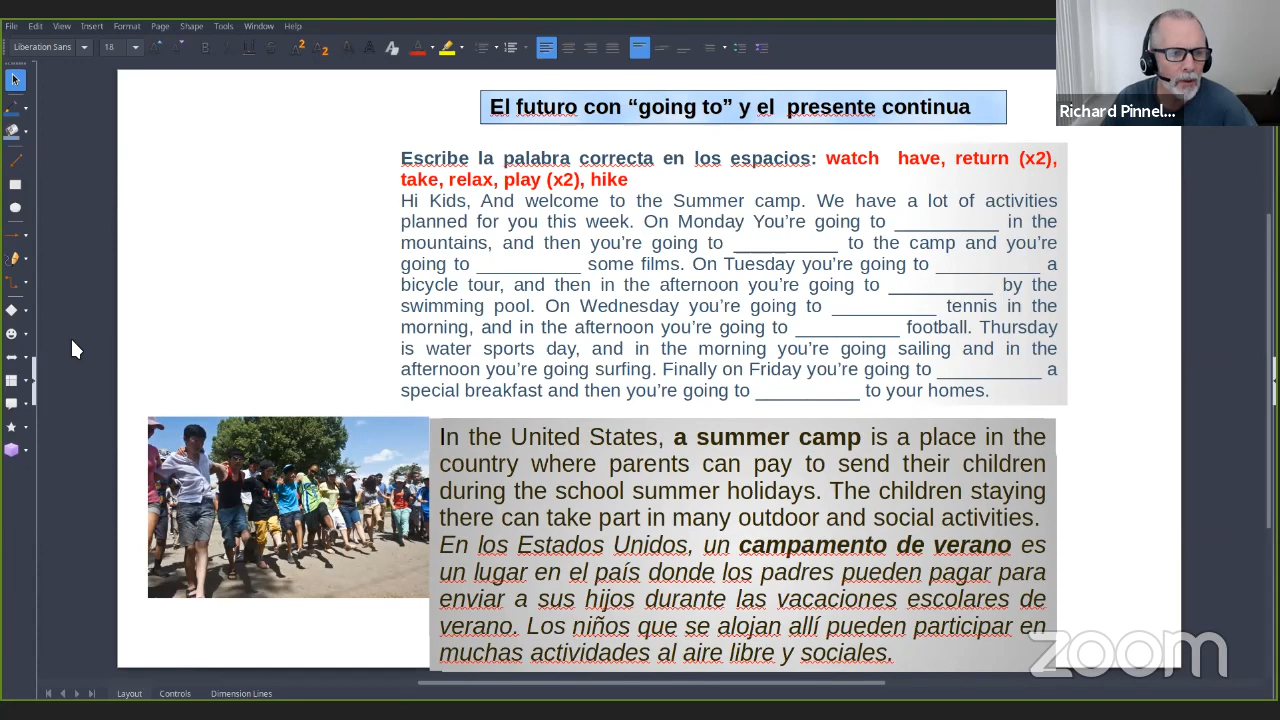 File Edit View Insert Format Page Shape Tools Window Help
Liberation Sans 18
Richard Pinnel...
El futuro con “going to” y el presente continua
Escribe la palabra correcta en los espacios: watch have, return (x2),
take, relax, play (x2), hike
Hi Kids, And welcome to the Summer camp. We have a lot of activities
planned for you this week. On Monday You’re going to __________ in the
mountains, and then you’re going to __________ to the camp and you’re
going to __________ some films. On Tuesday you’re going to __________ a
bicycle tour, and then in the afternoon you’re going to __________ by the
swimming pool. On Wednesday you’re going to __________ tennis in the
morning, and in the afternoon you’re going to __________ football. Thursday
is water sports day, and in the morning you’re going sailing and in the
afternoon you’re going surfing. Finally on Friday you’re going to __________ a
special breakfast and then you’re going to __________ to your homes.
In the United States, a summer camp is a place in the
country where parents can pay to send their children
during the school summer holidays. The children staying
there can take part in many outdoor and social activities.
En los Estados Unidos, un campamento de verano es
un lugar en el país donde los padres pueden pagar para
enviar a sus hijos durante las vacaciones escolares de
verano. Los niños que se alojan allí pueden participar en
muchas actividades al aire libre y sociales.
zoom
Layout Controls Dimension Lines